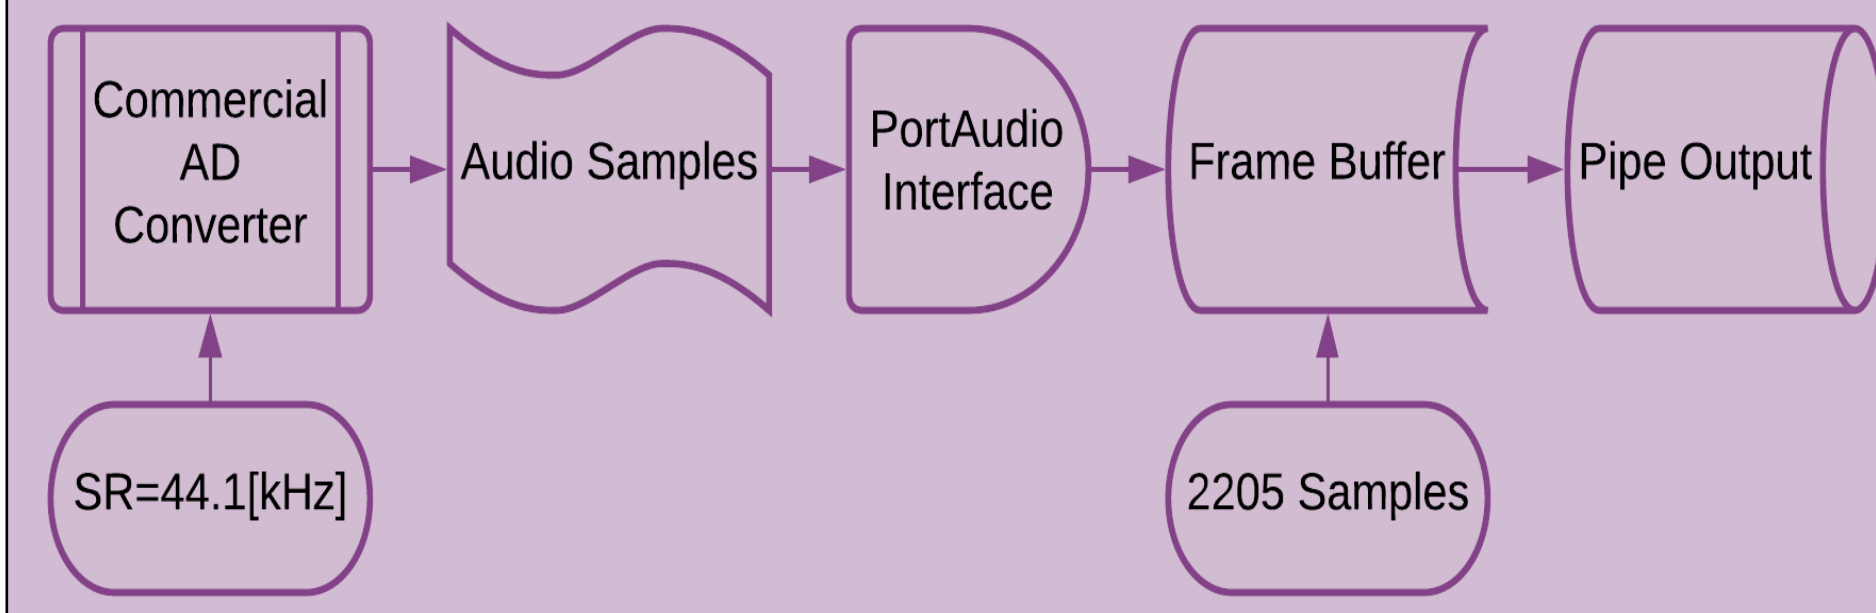 Commercial
AD
Converter
Audio Samples
PortAudio
Interface
Frame Buffer
Pipe Output
SR=44.1[kHz]
2205 Samples